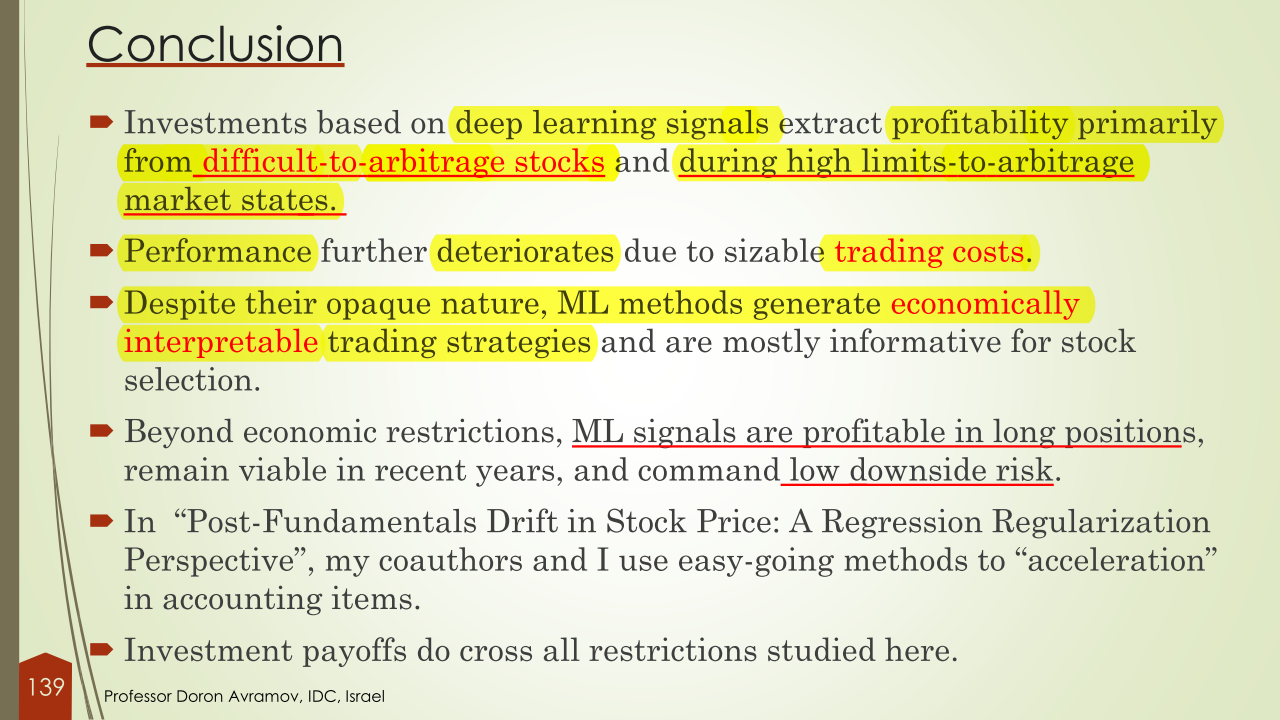 Conclusion
Investments based on deep learning signals extract profitability primarily
from difficult-to-arbitrage stocks and during high limits-to-arbitrage
market states.
Performance further deteriorates due to sizable trading costs.
Despite their opaque nature, ML methods generate economically
interpretable trading strategies and are mostly informative for stock
selection.
Beyond economic restrictions, ML signals are profitable in long positions,
remain viable in recent years, and command low downside risk.
In “Post-Fundamentals Drift in Stock Price: A Regression Regularization
Perspective”, my coauthors and I use easy-going methods to “acceleration”
in accounting items.
Investment payoffs do cross all restrictions studied here.
139
Professor Doron Avramov, IDC, Israel